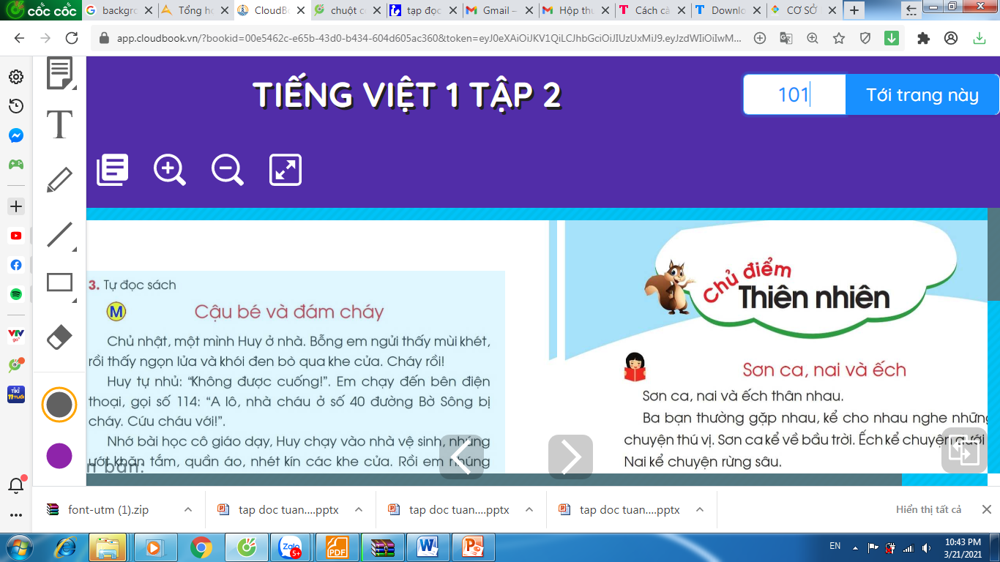 cốc cốc
backgro
Tổng hợ
CloudBo
chuột c
tạp đọc
Gmail –
Hộp thư
Cách cà
Downlo
CƠ SỞ
app.cloudbook.vn/?bookid=00e5462c-e65b-43d0-b434-604d605ac360&token=eyJ0eXAiOiJKV1QiLCJhbGciOiJIUzUxMiJ9.eyJzdWIiOiIwM...
TIẾNG VIỆT 1 TẬP 2
101
Tới trang này
T
3. Tự đọc sách
M
Cậu bé và đám cháy
Chủ nhật, một mình Huy ở nhà. Bỗng em ngửi thấy mùi khét,
rồi thấy ngọn lửa và khói đen bò qua khe cửa. Cháy rồi!
Huy tự nhủ: “Không được cuống!”. Em chạy đến bên điện
thoại, gọi số 114: “A lô, nhà cháu ở số 40 đường Bờ Sông bị
cháy. Cứu cháu với!”.
Nhớ bài học cô giáo dạy, Huy chạy vào nhà vệ sinh, nhúng
ướt khăn tắm, quần áo, nhét kín các khe cửa. Rồi em nhúng
n bản:
Chủ điểm
Thiên nhiên
Sơn ca, nai và ếch
Sơn ca, nai và ếch thân nhau.
Ba bạn thường gặp nhau, kể cho nhau nghe những
chuyện thú vị. Sơn ca kể về bầu trời. Ếch kể chuyện dưới
Nai kể chuyện rừng sâu.
VTV
go
TIKI
11 TUỔI
font-utm (1).zip
tap doc tuan....pptx
tap doc tuan....pptx
tap doc tuan....pptx
Hiển thị tất cả
Zalo
5+
PDF
EN
10:43 PM
3/21/2021